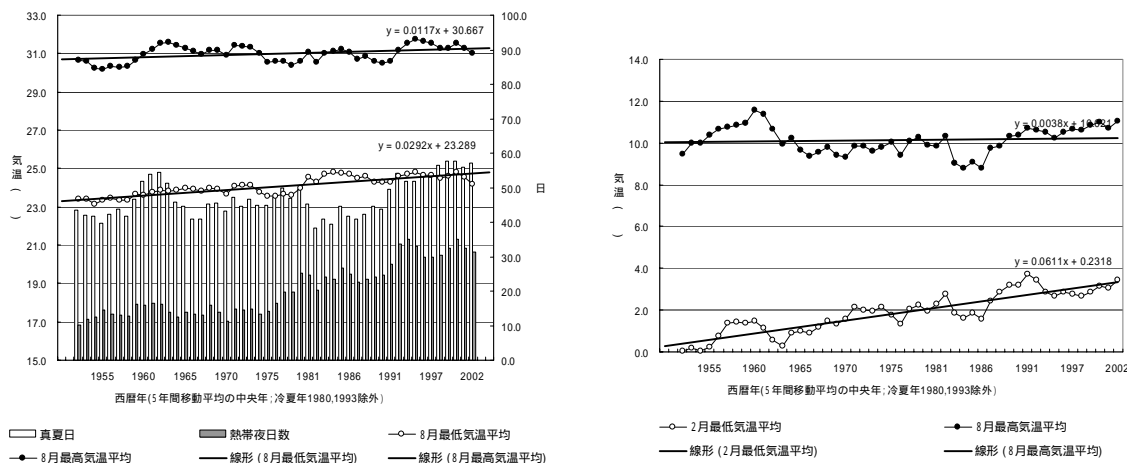 33.0
31.0
29.0
27.0
25.0
23.0
21.0
19.0
17.0
15.0
気温（
100.0
90.0
80.0
70.0
60.0
50.0
40.0
30.0
20.0
10.0
0.0
日
y = 0.0117x + 30.667
y = 0.0292x + 23.289
1955 1960 1965 1970 1975 1981 1986 1991 1997 2002
西暦年(5年間移動平均の中央年;冷夏年1980,1993除外)
真夏日 熱帯夜日数 8月最低気温平均
8月最高気温平均 線形 (8月最低気温平均) 線形 (8月最高気温平均)
14.0
12.0
10.0
8.0
6.0
4.0
2.0
0.0
気温（
y = 0.0038x +
y = 0.0611x + 0.2318
1955 1960 1965 1970 1975 1981 1986 1991 1997 2002
西暦年(5年間移動平均の中央年;冷夏年1980,1993除外)
2月最低気温平均 8月最高気温平均
線形 (2月最低気温平均) 線形 (8月最高気温平均)